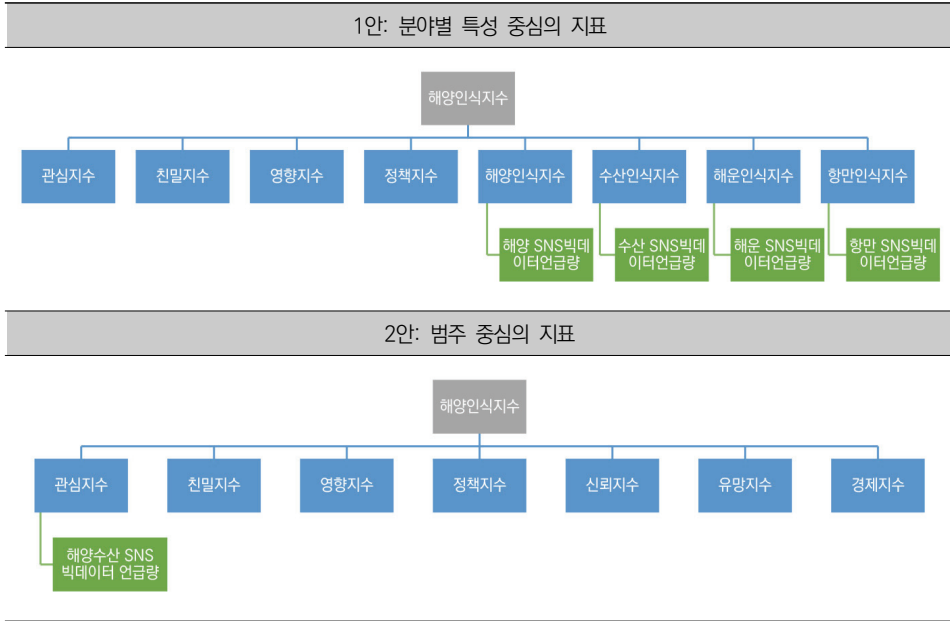 1안: 분야별 특성 중심의 지표
해양인식지수
관심지수
친밀지수
영향지수
정책지수
해양인식지수
수산인식지수
해운인식지수
항만인식지수
해양 SNS빅데
이터언급량
수산 SNS빅데
이터언급량
해운 SNS빅데
이터언급량
항만 SNS빅데
이터언급량
2안: 범주 중심의 지표
해양인식지수
관심지수
친밀지수
영향지수
정책지수
신뢰지수
유망지수
경제지수
해양수산 SNS
빅데이터 언급량